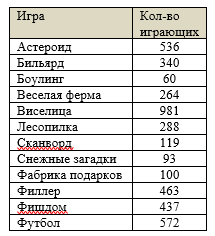 Игра Кол-во
играющих
Астероид 536
Бильярд 340
Боулинг 60
Веселая ферма 264
Виселица 981
Лесопилка 288
Сканворд 119
Снежные загадки 93
Фабрика подарков 100
Филлер 463
Фишдом 437
Футбол 572